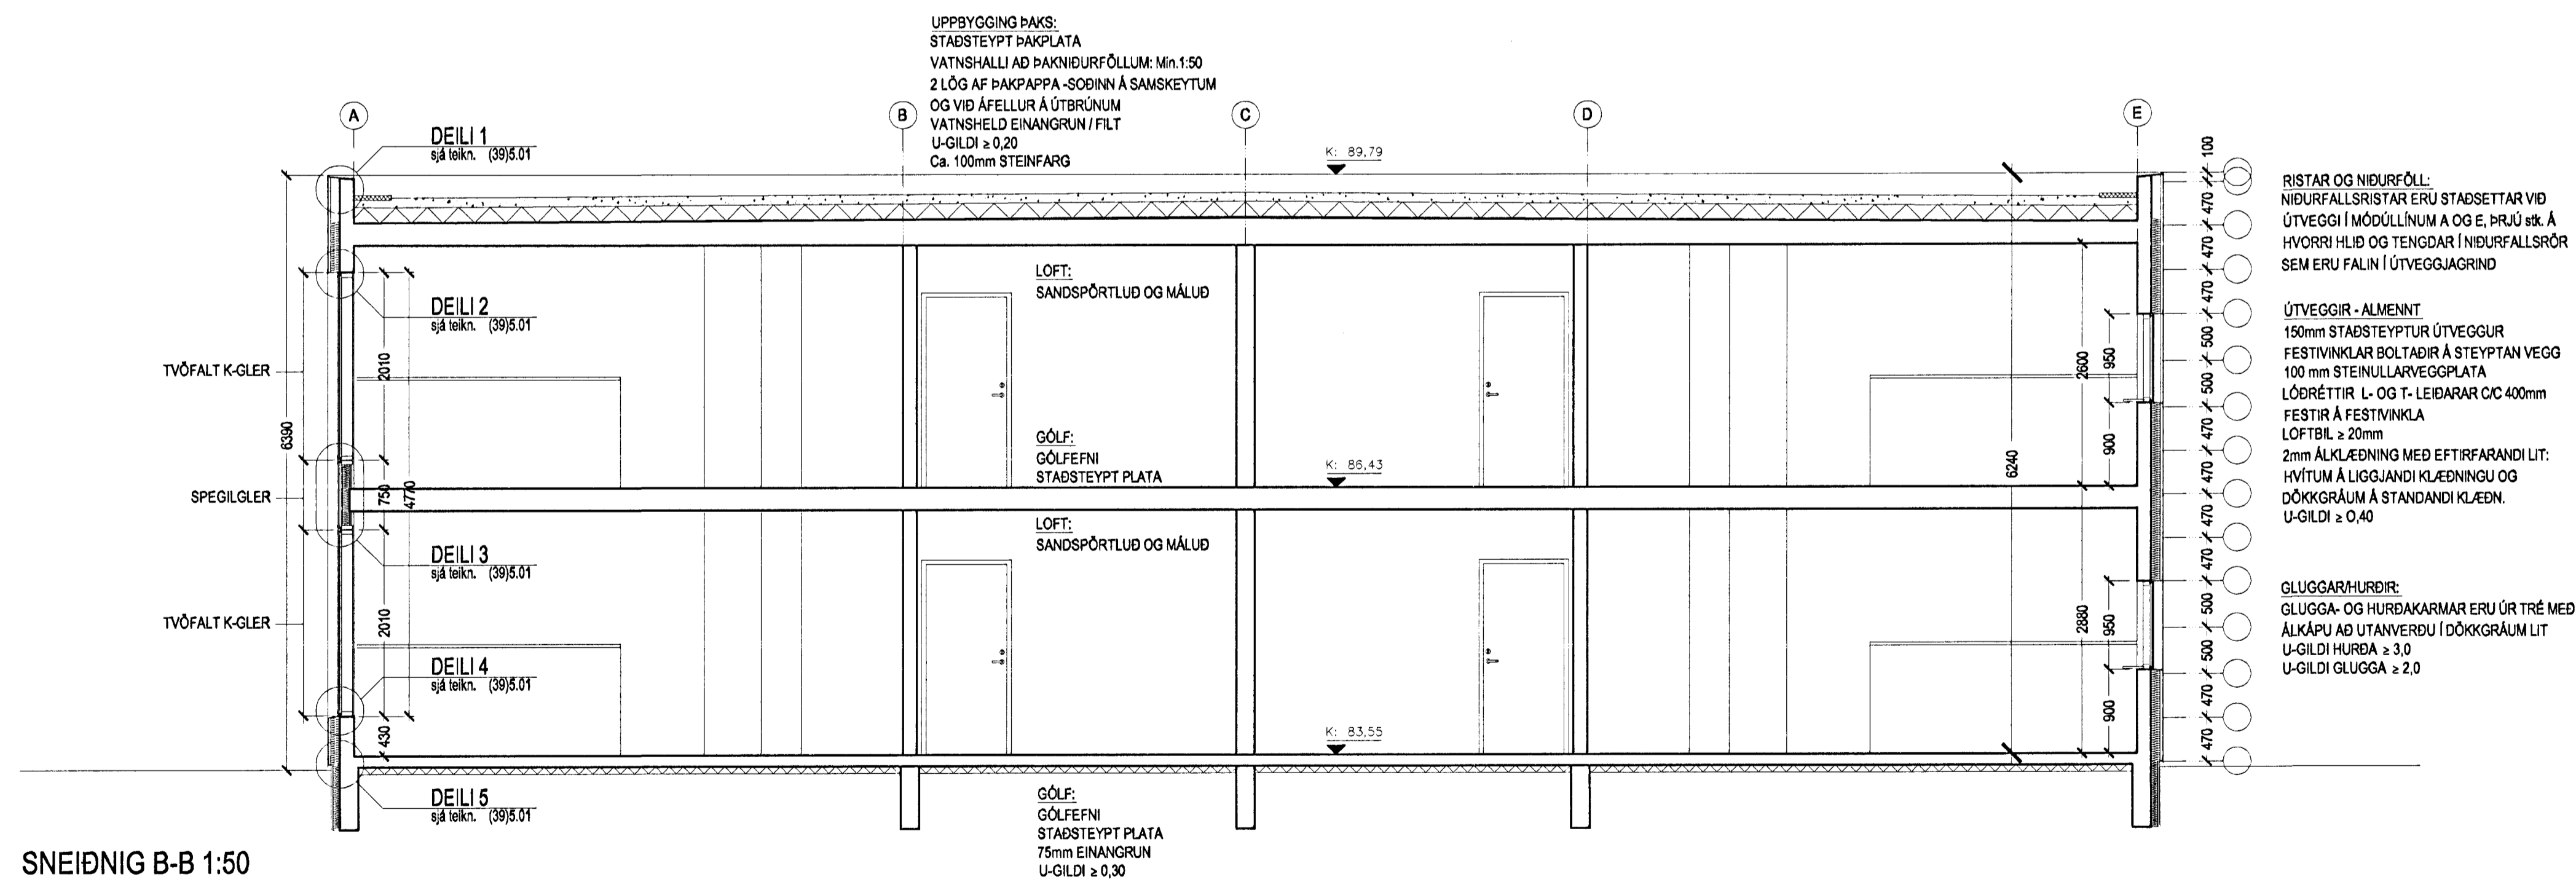 UPPBYGGING ÞAKS:
STAÐSTEYPT ÞAKPLATA
VATNSHALLI AÐ ÞAKNIÐURFÖLLUM: Min.1:50
2 LÖG AF ÞAKPAPPA -SOÐINN Á SAMSKEYTUM
OG VIÐ ÁFELLUR Á ÚTBRÚNUM
VATNSHELD EINANGRUN / FILT
U-GILDI ≥ 0,20
Ca. 100mm STEINFARG
A
B
C
D
E
DEILI 1
sjá teikn. (39)5.01
K: 89,79
DEILI 2
sjá teikn. (39)5.01
LOFT:
SANDSPÖRTLUÐ OG MÁLUÐ
TVÖFALT K-GLER
SPEGILGLER
TVÖFALT K-GLER
6390
2010
750
4770
2010
430
GÓLF:
GÓLFEFNI
STAÐSTEYPT PLATA
K: 86,43
LOFT:
SANDSPÖRTLUÐ OG MÁLUÐ
DEILI 3
sjá teikn. (39)5.01
DEILI 4
sjá teikn. (39)5.01
K: 83,55
DEILI 5
sjá teikn. (39)5.01
GÓLF:
GÓLFEFNI
STAÐSTEYPT PLATA
75mm EINANGRUN
U-GILDI ≥ 0,30
6240
2600
2880
950
900
950
900
100
470
470
470
500
500
470
470
470
470
470
500
500
470
470
RISTAR OG NIÐURFÖLL:
NIÐURFALLSRISTAR ERU STAÐSETTAR VIÐ
ÚTVEGGI Í MÓDÚLLÍNUM A OG E, ÞRJÚ stk. Á
HVORRI HLIÐ OG TENGDAR Í NIÐURFALLSRÖR
SEM ERU FALIN Í ÚTVEGGJAGRIND
ÚTVEGGIR - ALMENNT
150mm STAÐSTEYPTUR ÚTVEGGUR
FESTIVINKLAR BOLTAÐIR Á STEYPTAN VEGG
100 mm STEINULLARVEGGPLATA
LÓÐRÉTTIR L- OG T- LEIÐARAR C/C 400mm
FESTIR Á FESTIVINKLA
LOFTBIL ≥ 20mm
2mm ÁLKLÆÐNING MEÐ EFTIRFARANDI LIT:
HVÍTUM Á LIGGJANDI KLÆÐNINGU OG
DÖKKGRÁUM Á STANDANDI KLÆÐN.
U-GILDI ≥ O,40
GLUGGAR/HURÐIR:
GLUGGA- OG HURÐAKARMAR ERU ÚR TRÉ MEÐ
ÁLKÁPU AÐ UTANVERÐU Í DÖKKGRÁUM LIT
U-GILDI HURÐA ≥ 3,0
U-GILDI GLUGGA ≥ 2,0
SNEIÐNIG B-B 1:50